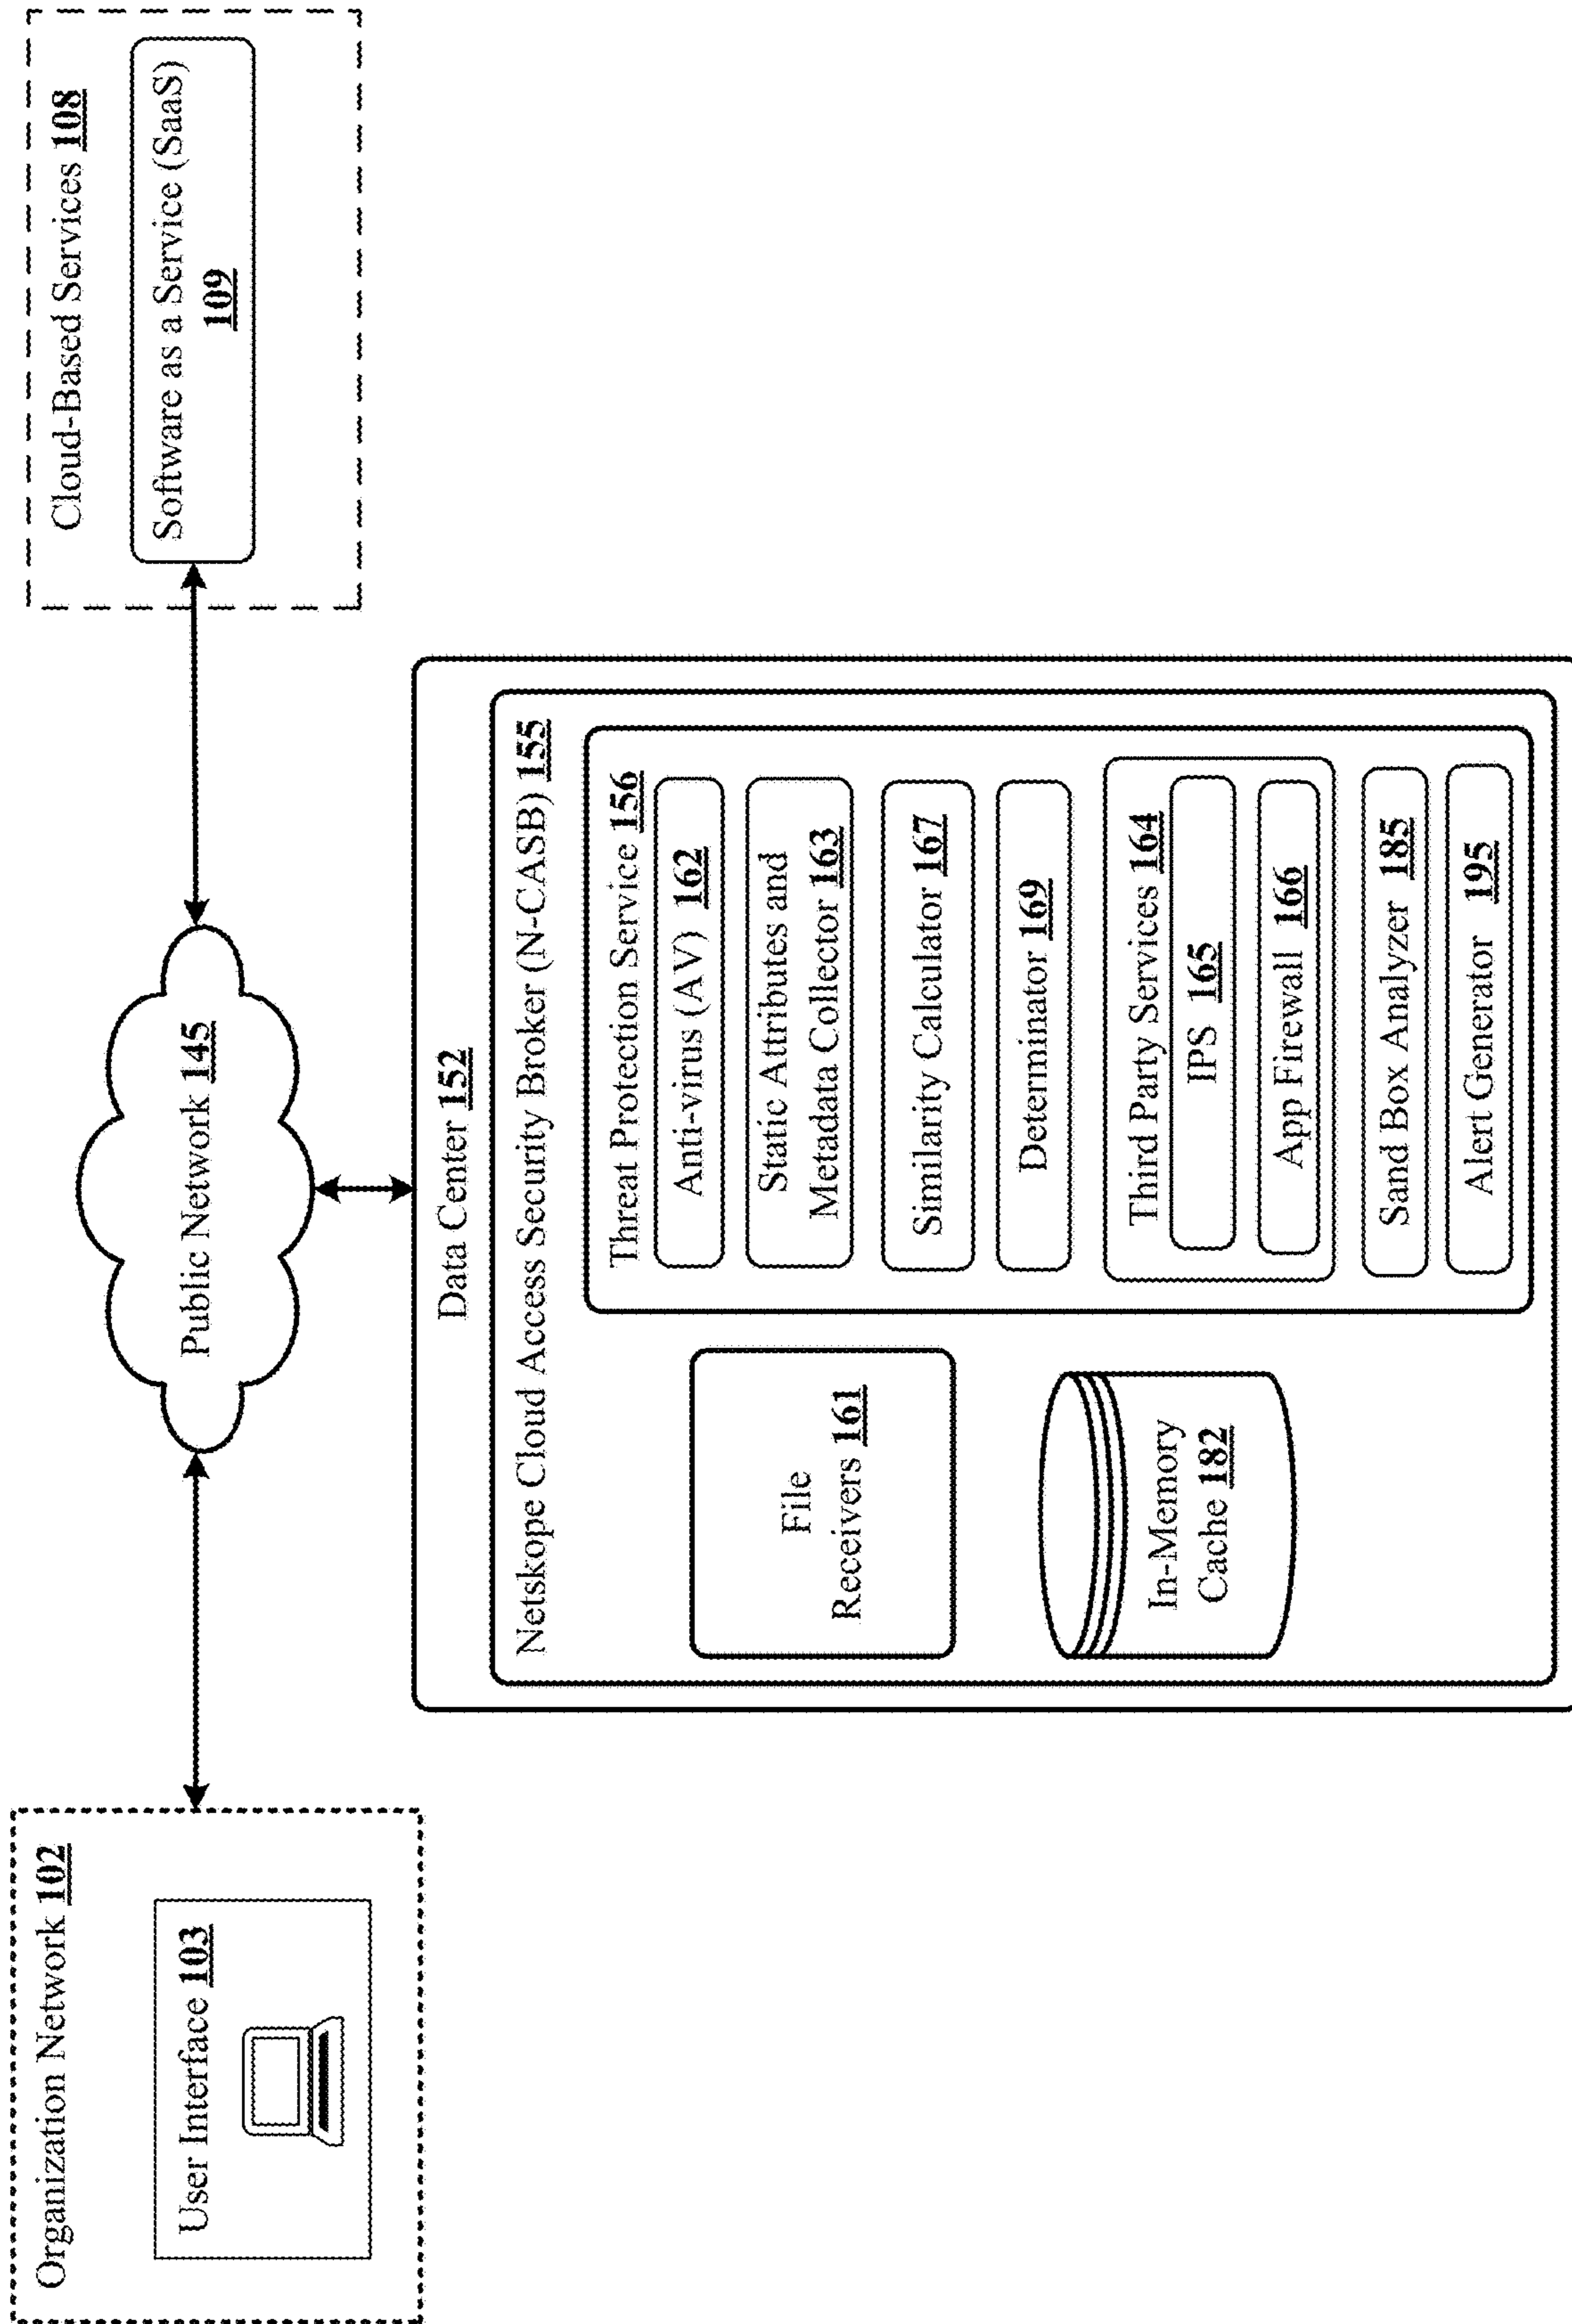 Organization Network 102
User Interface 103
Public Network 145
Cloud-Based Services 108
Software as a Service (SaaS)
109
Data Center 152
Netskope Cloud Access Security Broker (N-CASB) 155
File
Receivers 161
In-Memory
Cache 182
Threat Protection Service 156
Anti-virus (AV) 162
Static Attributes and
Metadata Collector 163
Similarity Calculator 167
Determinator 169
Third Party Services 164
IPS 165
App Firewall 166
Sand Box Analyzer 185
Alert Generator 195